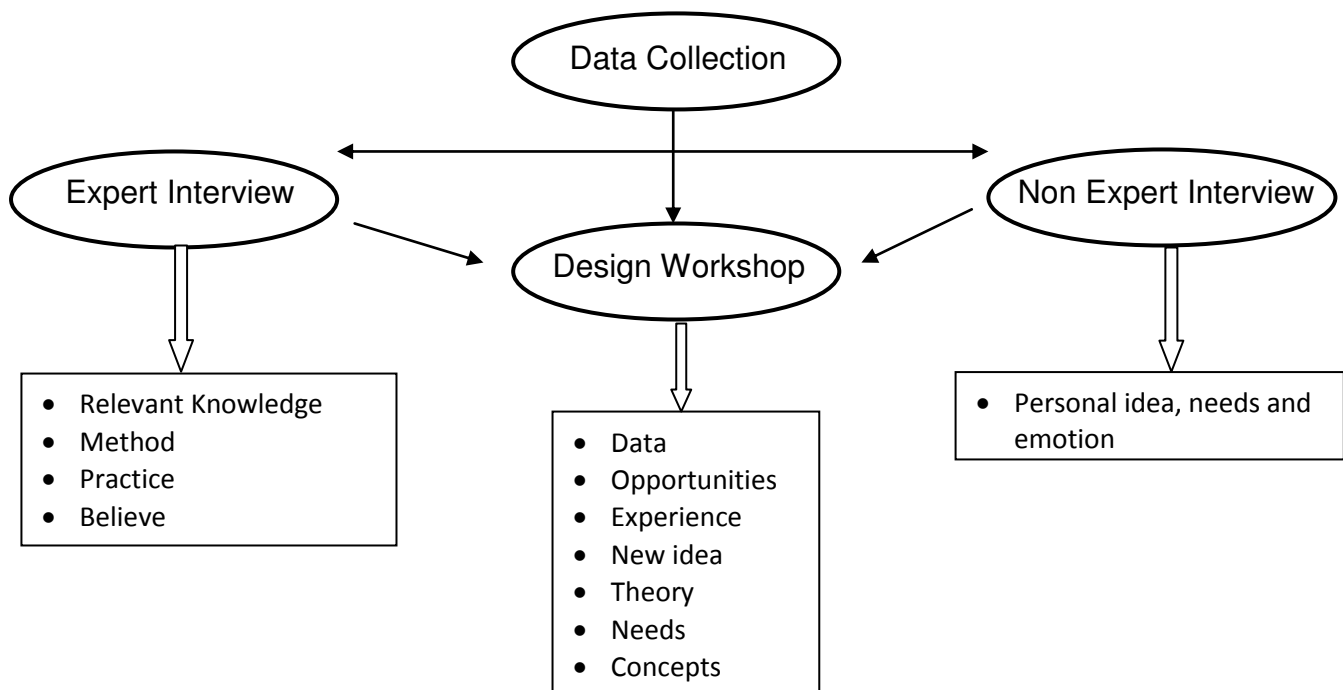 Data Collection
Expert Interview
Non Expert Interview
Design Workshop
• Relevant Knowledge
• Method
• Practice
• Believe
• Data
• Opportunities
• Experience
• New idea
• Theory
• Needs
• Concepts
• Personal idea, needs and
emotion